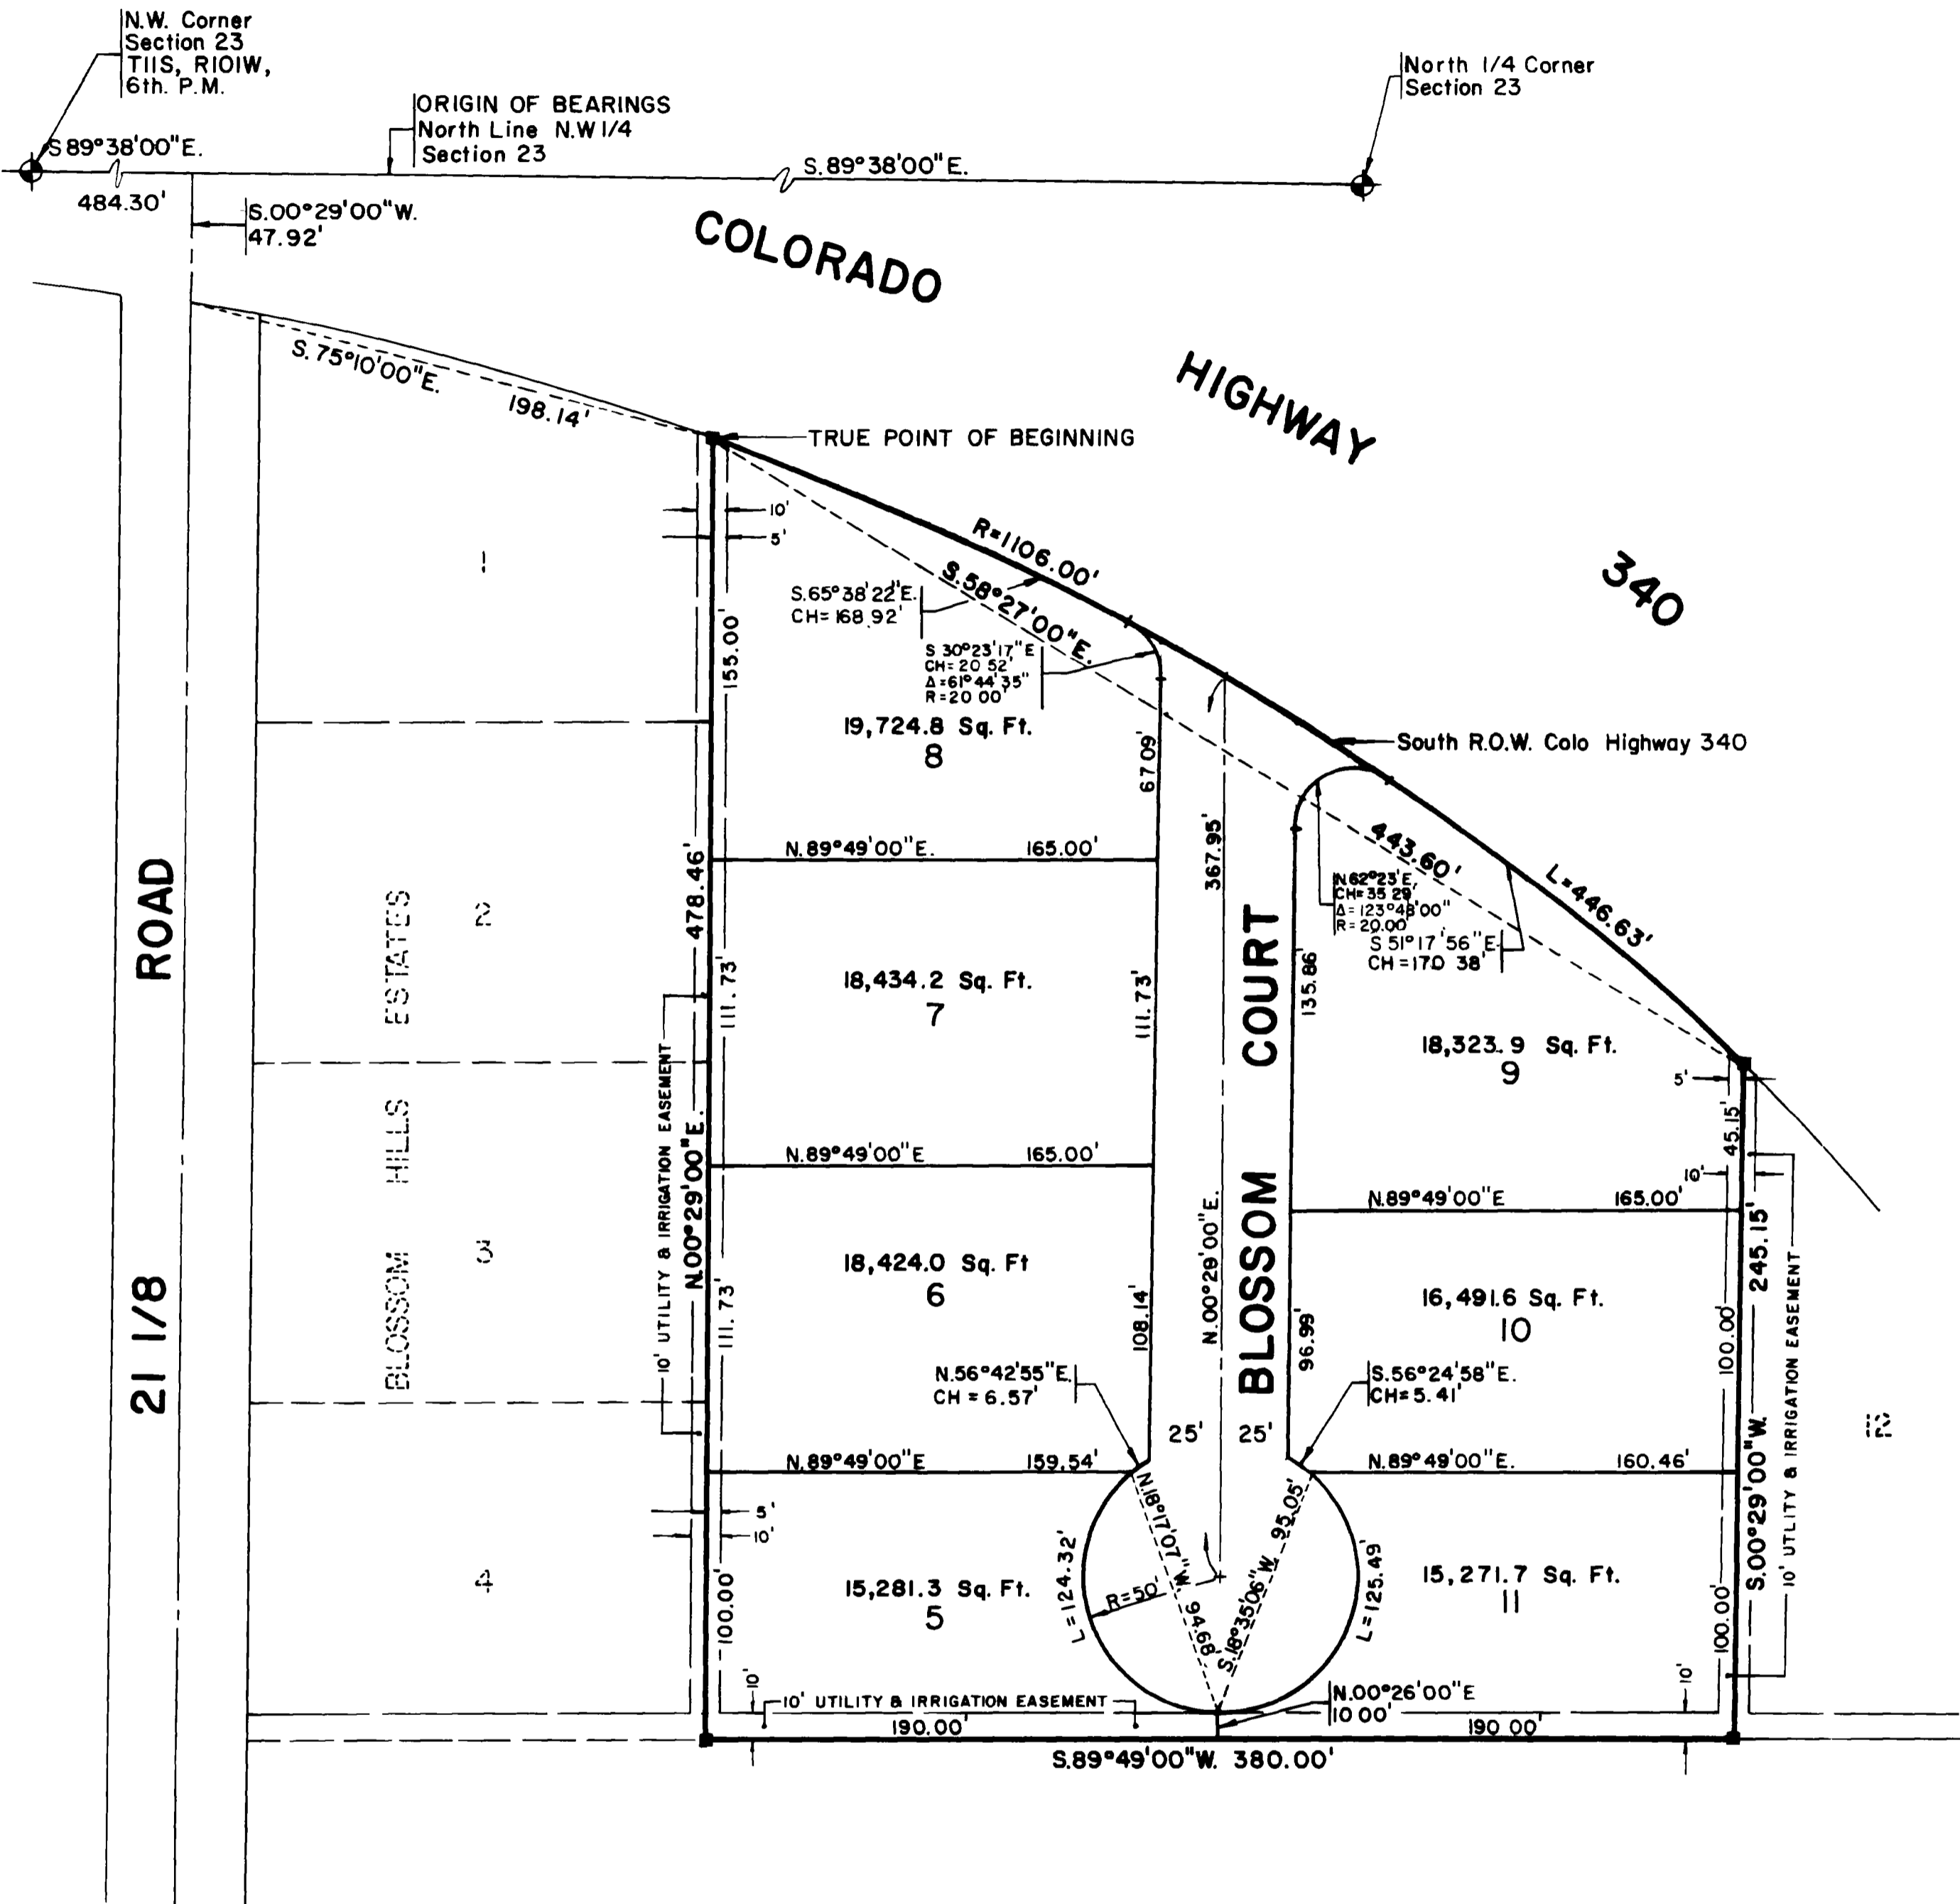 N.W. Corner
Section 23
T11S, R101W,
6th. P.M.
North 1/4 Corner
Section 23
ORIGIN OF BEARINGS
North Line N.W 1/4
Section 23
S 89°38'00"E.
484.30'
S.89°38'00"E.
S.00°29'00"W.
47.92'
COLORADO
HIGHWAY
340
S.75°10'00"E.
198.14'
TRUE POINT OF BEGINNING
10'
5'
R=1106.00'
S.58°27'00"E.
443.60'
L=446.63'
S.65°38'22"E.
CH=168.92'
S 30°23'17"E
CH=20 52'
Δ=61°44'35"
R=20 00'
South R.O.W. Colo Highway 340
1
155.00'
19,724.8 Sq. Ft.
8
67.09'
367.95'
N.62°23'E,
CH=35 29'
Δ=123°48'00"
R=20.00'
S 51°17'56"E.
CH=170 38'
N.89°49'00"E. 165.00'
ROAD
21 1/8
BLOSSOM HILLS ESTATES
2
478.46'
N.00°29'00"E.
111.73'
18,434.2 Sq. Ft.
7
111.73'
BLOSSOM COURT
135.86'
18,323.9 Sq. Ft.
9
5'
45.15'
10'
10' UTILITY & IRRIGATION EASEMENT
N.89°49'00"E 165.00'
N.89°49'00"E 165.00'
3
111.73'
18,424.0 Sq. Ft
6
108.14'
N.00°29'00"E.
96.99'
16,491.6 Sq. Ft.
10
100.00'
245.15'
S.00°29'00"W.
10' UTLITY & IRRIGATION EASEMENT
12
N.56°42'55"E.
CH = 6.57'
S.56°24'58"E.
CH=5.41'
25' 25'
N.89°49'00"E 159.54'
N.89°49'00"E. 160.46'
5'
10'
4
100.00'
15,281.3 Sq. Ft.
5
L=124.32'
R=50'
N.18°17'07"W. 94.68'
S.18°35'06"W. 95.05'
L=125.49'
15,271.7 Sq. Ft.
11
100.00'
10'
10'
10' UTILITY & IRRIGATION EASEMENT
N.00°26'00"E
10 00'
190.00'
190 00'
S.89°49'00"W. 380.00'